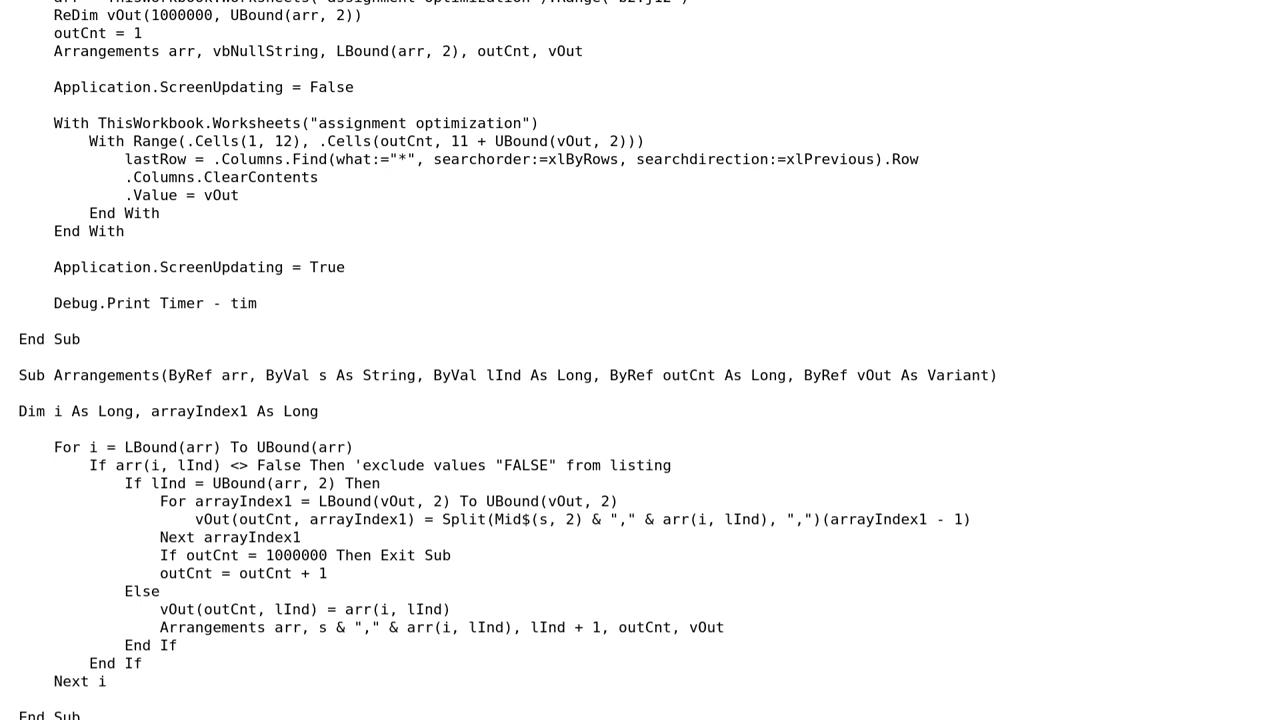 ReDim vOut(1000000, UBound(arr, 2))
outCnt = 1
Arrangements arr, vbNullString, LBound(arr, 2), outCnt, vOut
Application.ScreenUpdating = False
With ThisWorkbook.Worksheets("assignment optimization")
With Range(.Cells(1, 12), .Cells(outCnt, 11 + UBound(vOut, 2)))
lastRow = .Columns.Find(what:="*", searchorder:=xlByRows, searchdirection:=xlPrevious).Row
.Columns.ClearContents
.Value = vOut
End With
End With
Application.ScreenUpdating = True
Debug.Print Timer - tim
End Sub
Sub Arrangements(ByRef arr, ByVal s As String, ByVal lInd As Long, ByRef outCnt As Long, ByRef vOut As Variant)
Dim i As Long, arrayIndex1 As Long
For i = LBound(arr) To UBound(arr)
If arr(i, lInd) <> False Then 'exclude values "FALSE" from listing
If lInd = UBound(arr, 2) Then
For arrayIndex1 = LBound(vOut, 2) To UBound(vOut, 2)
vOut(outCnt, arrayIndex1) = Split(Mid$(s, 2) & "," & arr(i, lInd), ",")(arrayIndex1 - 1)
Next arrayIndex1
If outCnt = 1000000 Then Exit Sub
outCnt = outCnt + 1
Else
vOut(outCnt, lInd) = arr(i, lInd)
Arrangements arr, s & "," & arr(i, lInd), lInd + 1, outCnt, vOut
End If
End If
Next i
End Sub